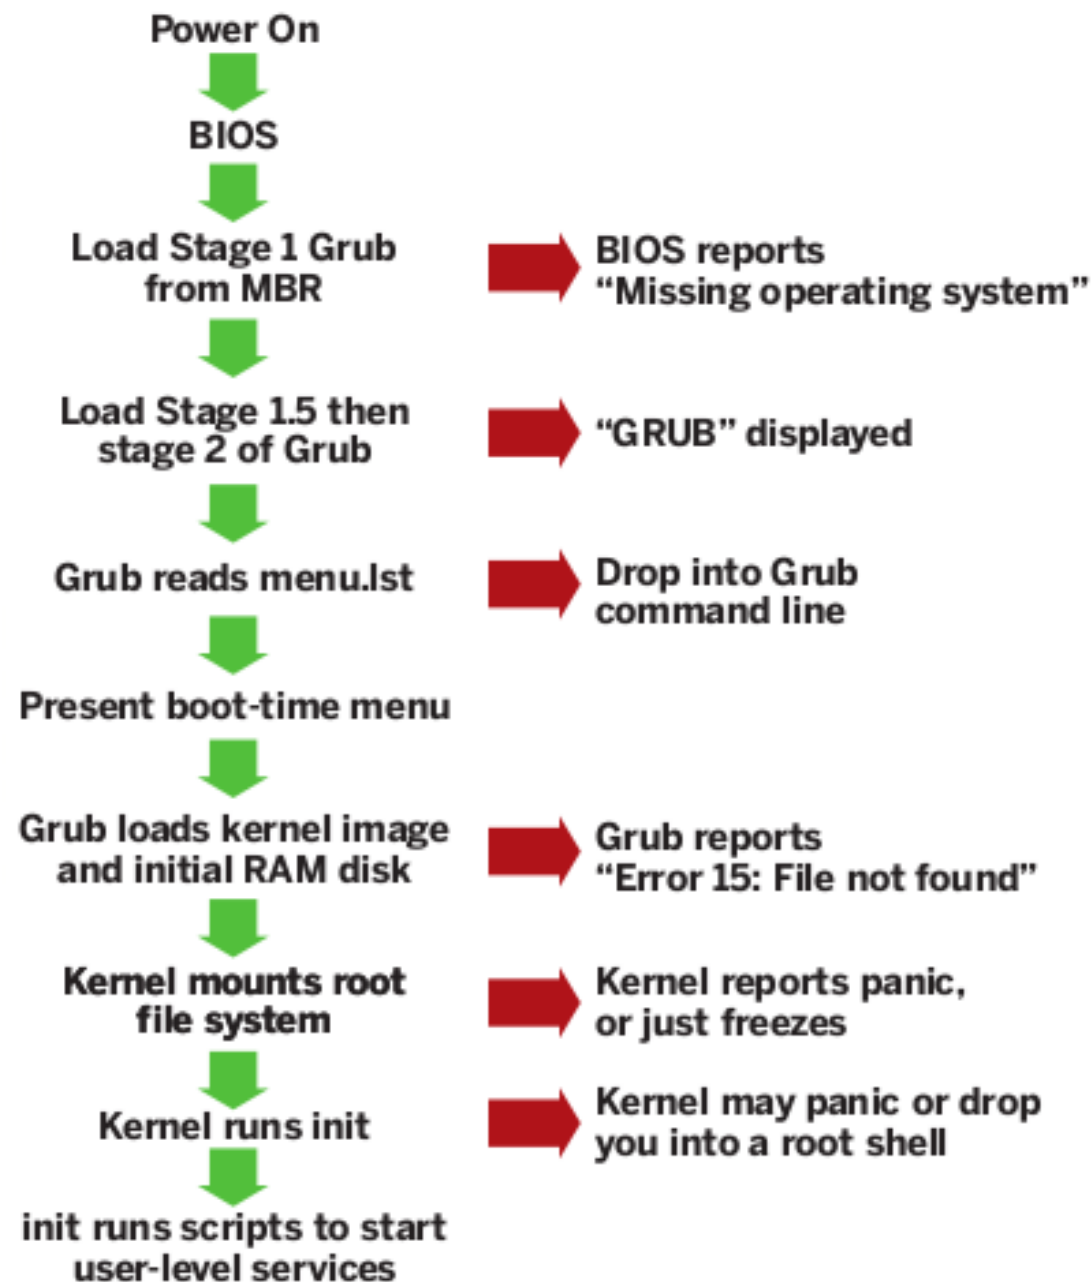 Power On
BIOS
Load Stage 1 Grub
from MBR
BIOS reports
“Missing operating system”
Load Stage 1.5 then
stage 2 of Grub
“GRUB” displayed
Grub reads menu.lst
Drop into Grub
command line
Present boot-time menu
Grub loads kernel image
and initial RAM disk
Grub reports
“Error 15: File not found”
Kernel mounts root
file system
Kernel reports panic,
or just freezes
Kernel runs init
Kernel may panic or drop
you into a root shell
init runs scripts to start
user-level services